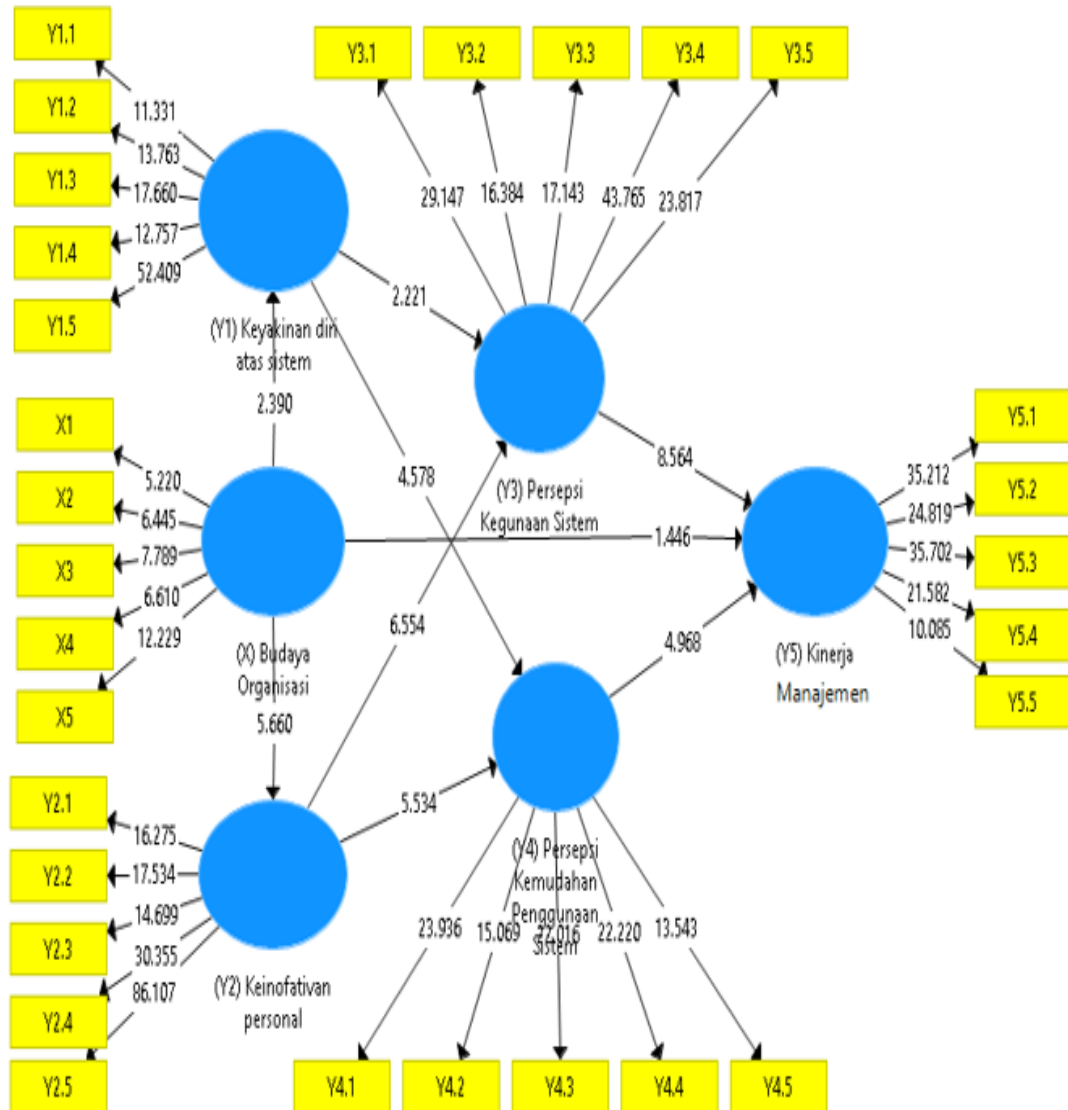 Y1.1
Y1.2
Y1.3
Y1.4
Y1.5
11.331
13.763
17.660
12.757
52.409
Y3.1
Y3.2
Y3.3
Y3.4
Y3.5
29.147
16.384
17.143
43.765
23.817
(Y1) Keyakinan diri
atas sistem
2.221
2.390
4.578
X1
X2
X3
X4
X5
5.220
6.445
7.789
6.610
12.229
(X) Budaya
Organisasi
(Y3) Persepsi
Kegunaan Sistem
8.564
1.446
6.554
5.660
4.968
5.534
(Y5) Kinerja
Manajemen
35.212
24.819
35.702
21.582
10.085
Y5.1
Y5.2
Y5.3
Y5.4
Y5.5
Y2.1
Y2.2
Y2.3
Y2.4
Y2.5
16.275
17.534
14.699
30.355
86.107
(Y2) Keinofativan
personal
(Y4) Persepsi
Kemudahan
Penggunaan
Sistem
23.936
15.069
22.220
13.543
Y4.1
Y4.2
Y4.3
Y4.4
Y4.5